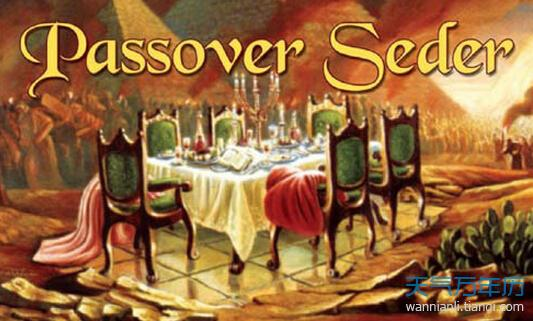 Passover Seder
天气万年历
wannianli.tianqi.com